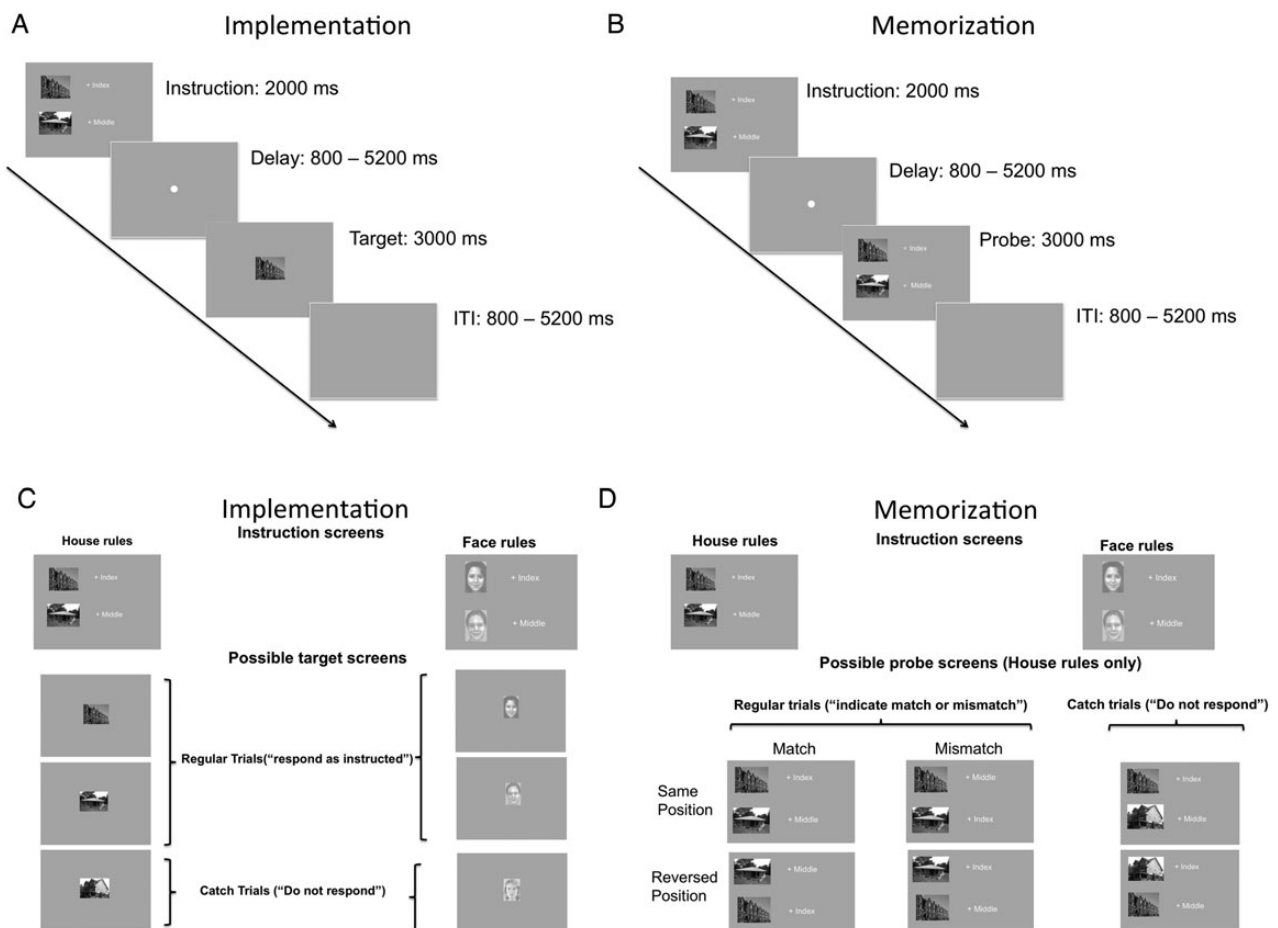 A
Implementation
+ Index
+ Middle
Instruction: 2000 ms
Delay: 800 – 5200 ms
Target: 3000 ms
ITI: 800 – 5200 ms
B
Memorization
+ Index
+ Middle
Instruction: 2000 ms
Delay: 800 – 5200 ms
+ Index
+ Middle
Probe: 3000 ms
ITI: 800 – 5200 ms
C
Implementation
Instruction screens
House rules
Face rules
+ Index
+ Middle
+ Index
+ Middle
Possible target screens
Regular Trials("respond as instructed")
Catch Trials ("Do not respond")
D
Memorization
House rules
Instruction screens
Face rules
+ Index
+ Middle
+ Index
+ Middle
Possible probe screens (House rules only)
Regular trials ("indicate match or mismatch")
Catch trials ("Do not respond")
Match
Mismatch
Same
Position
+ Index
+ Middle
+ Middle
+ Index
+ Index
+ Middle
Reversed
Position
+ Middle
+ Index
+ Index
+ Middle
+ Index
+ Middle